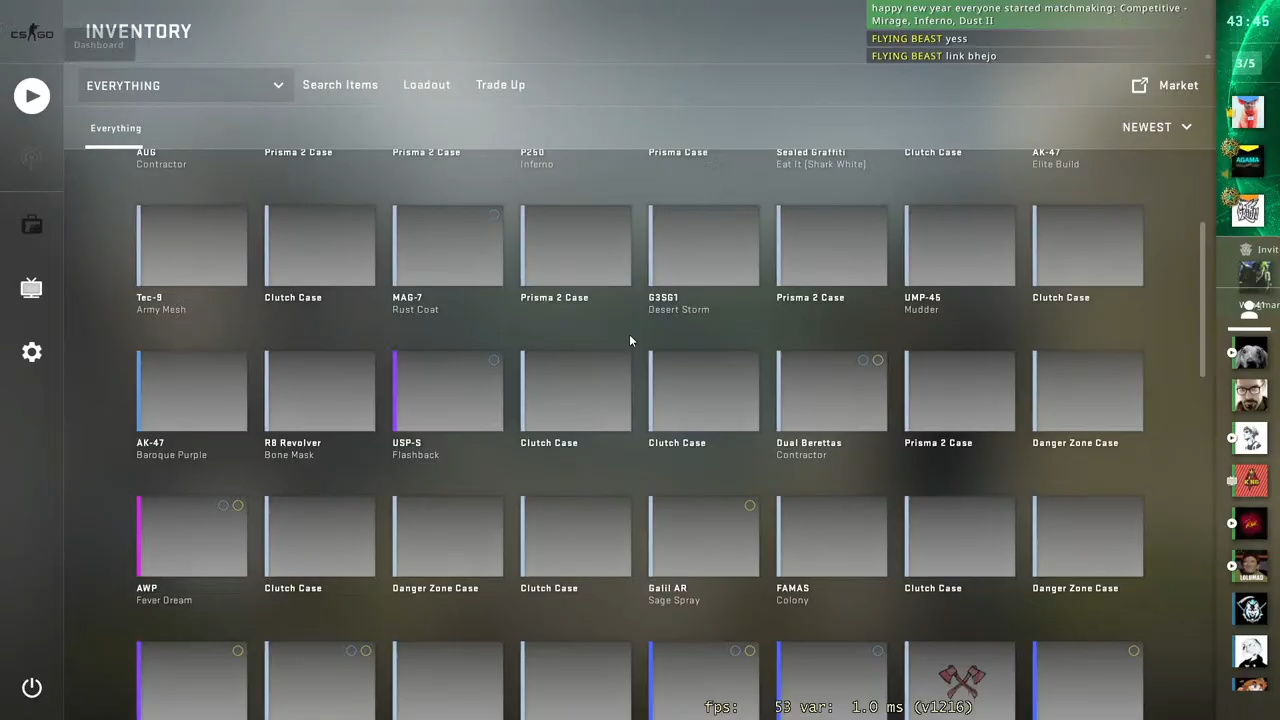 happy new year everyone started matchmaking: Competitive -
Mirage, Inferno, Dust II
FLYING BEAST yess
FLYING BEAST link bhejo
CS:GO
INVENTORY
Dashboard
43:45
3/5
EVERYTHING
Search Items
Loadout
Trade Up
Market
Everything
NEWEST
AUG
Contractor
Prisma 2 Case
Prisma 2 Case
P250
Inferno
Prisma Case
Sealed Graffiti
Eat It (Shark White)
Clutch Case
AK-47
Elite Build
AGAMA
Invit
Tec-9
Army Mesh
Clutch Case
MAG-7
Rust Coat
Prisma 2 Case
G3SG1
Desert Storm
Prisma 2 Case
UMP-45
Mudder
Clutch Case
AK-47
Baroque Purple
R8 Revolver
Bone Mask
USP-S
Flashback
Clutch Case
Clutch Case
Dual Berettas
Contractor
Prisma 2 Case
Danger Zone Case
AWP
Fever Dream
Clutch Case
Danger Zone Case
Clutch Case
Galil AR
Sage Spray
FAMAS
Colony
Clutch Case
Danger Zone Case
fps: 53 var: 1.0 ms (v1216)